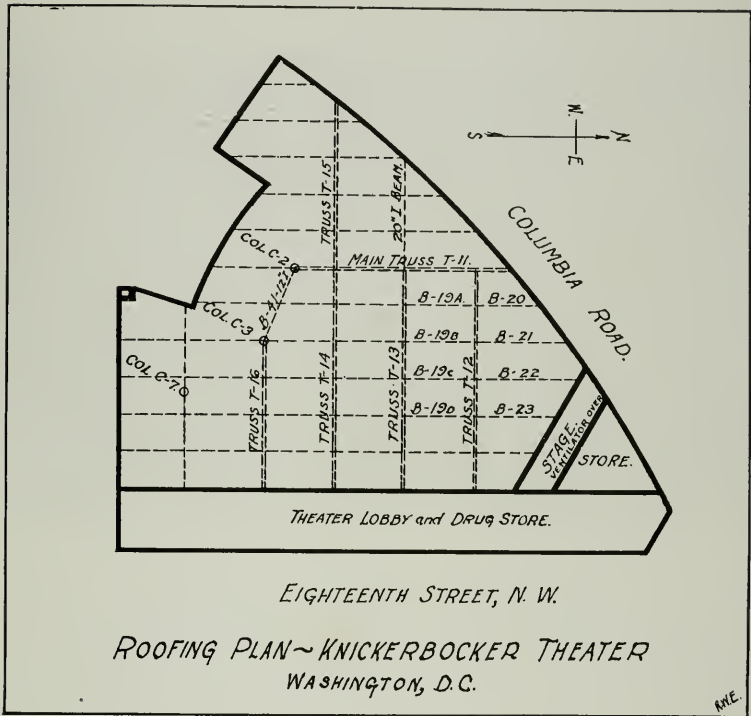 W.
S N
E
COLUMBIA ROAD.
TRUSS T-15
20" I BEAM.
COL. C-2
MAIN TRUSS T-11.
B-41-127
COL. C-3
B-19A B-20
B-19B B-21
B-19C B-22
B-19D B-23
COL. C-7
TRUSS T-16
TRUSS T-14
TRUSS T-13
TRUSS T-12
STAGE.
VENTILATOR OVER
STORE.
THEATER LOBBY and DRUG STORE.
EIGHTEENTH STREET, N. W.
ROOFING PLAN~KNICKERBOCKER THEATER
WASHINGTON, D.C.
R.W.E.